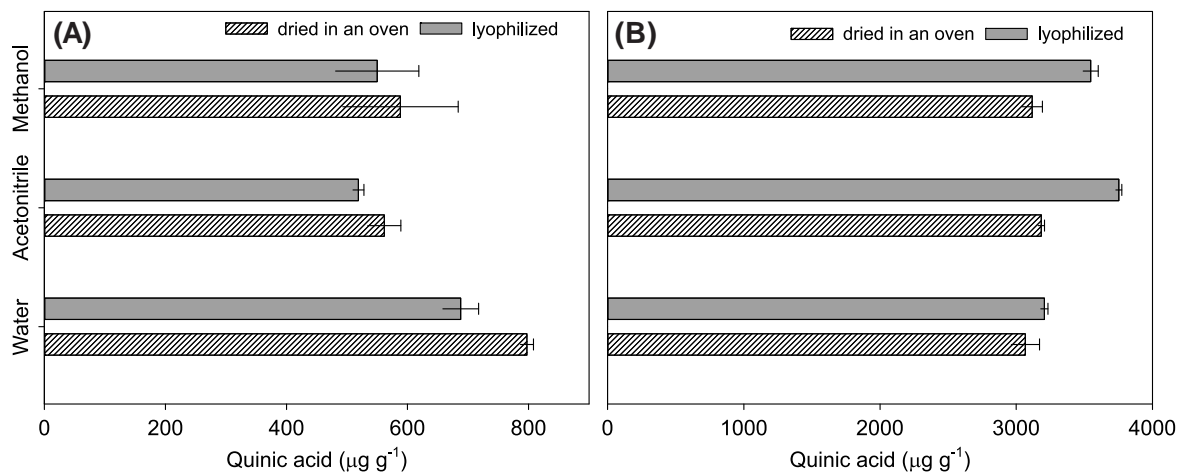 (A)
dried in an oven lyophilized
Methanol
Acetonitrile
Water
0 200 400 600 800
Quinic acid (μg g-1)
(B)
dried in an oven lyophilized
0 1000 2000 3000 4000
Quinic acid (μg g-1)